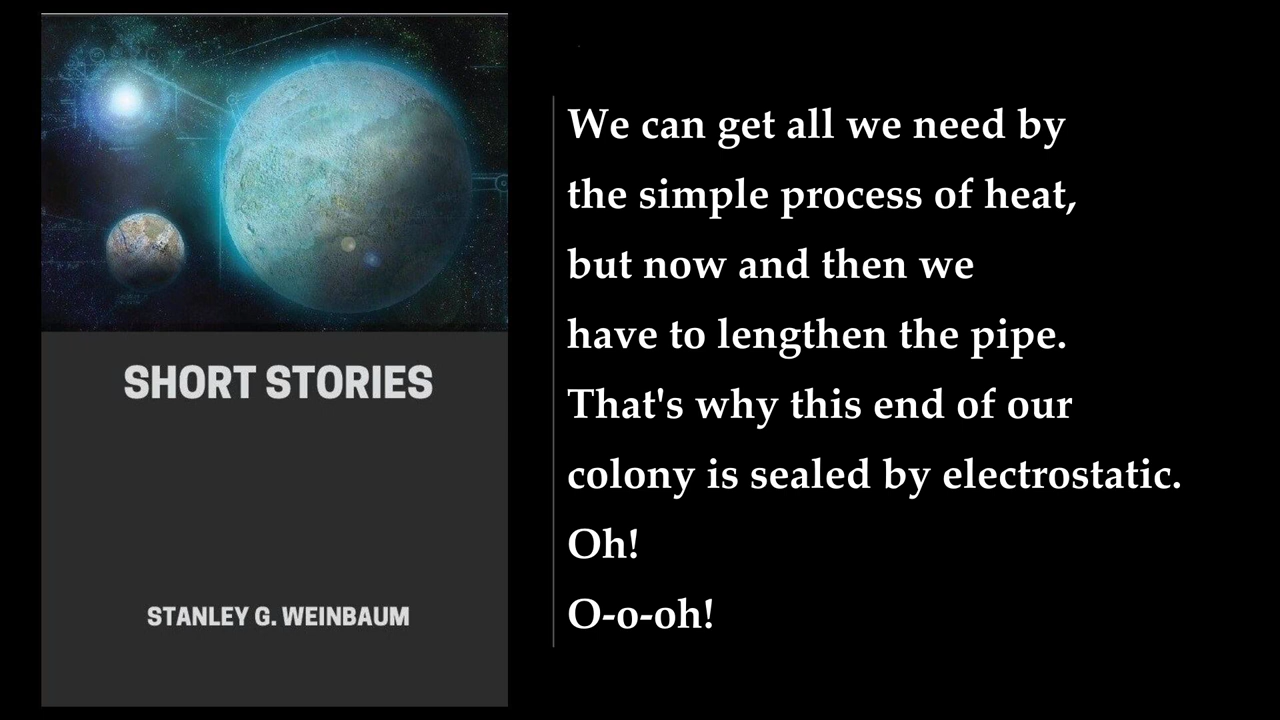 SHORT STORIES
STANLEY G. WEINBAUM
We can get all we need by
the simple process of heat,
but now and then we
have to lengthen the pipe.
That's why this end of our
colony is sealed by electrostatic.
Oh!
O-o-oh!